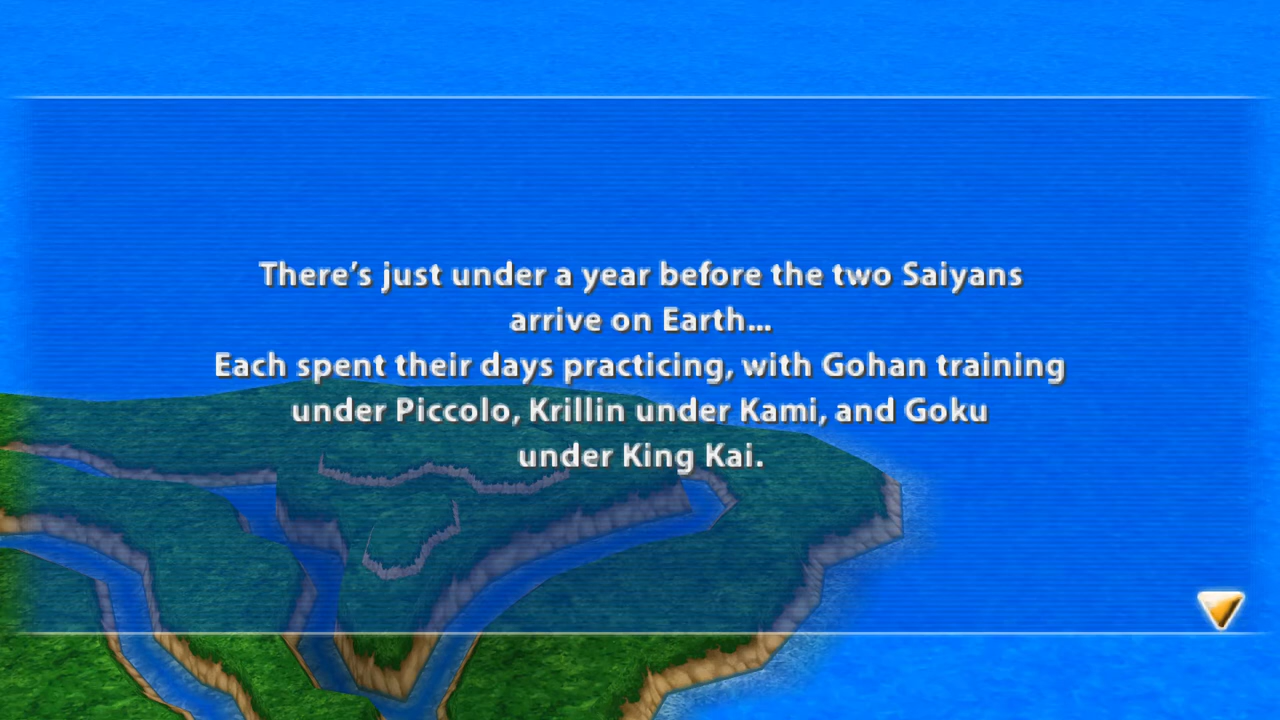 There's just under a year before the two Saiyans
arrive on Earth...
Each spent their days practicing, with Gohan training
under Piccolo, Krillin under Kami, and Goku
under King Kai.